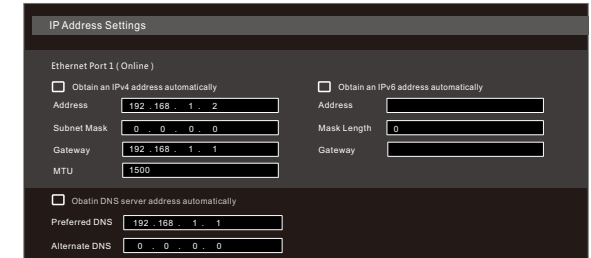 IP Address Settings
Ethernet Port 1 ( Online )
Obtain an IPv4 address automatically
Obtain an IPv6 address automatically
Address 192 . 168 . 1 . 2
Address
Subnet Mask 0 . 0 . 0 . 0
Mask Length 0
Gateway 192 . 168 . 1 . 1
Gateway
MTU 1500
Obatin DNS server address automatically
Preferred DNS 192 . 168 . 1 . 1
Alternate DNS 0 . 0 . 0 . 0